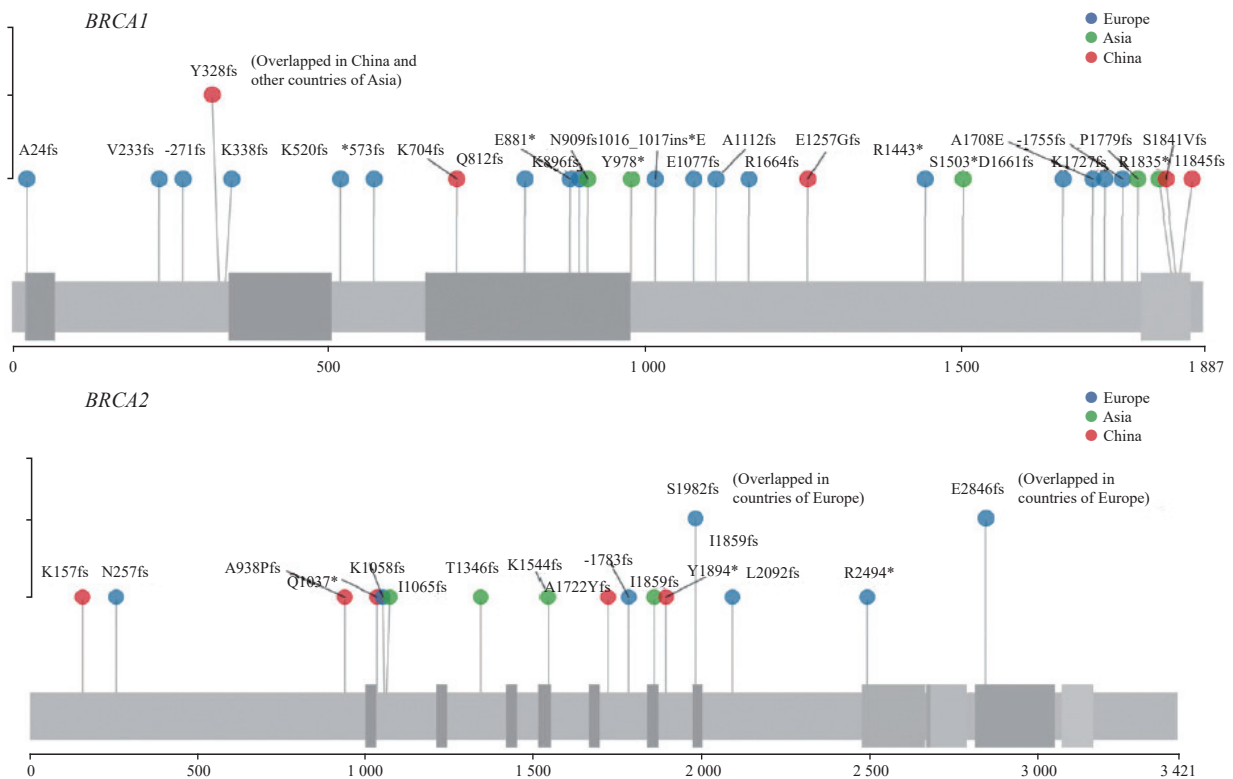 BRCA1
Europe
Asia
China
Y328fs
(Overlapped in China and
other countries of Asia)
A24fs
V233fs
-271fs
K338fs
K520fs
*573fs
K704fs
Q812fs
E881*
K896fs
N909fs
1016_1017ins*E
Y978*
E1077fs
A1112fs
R1664fs
E1257Gfs
R1443*
S1503*
D1661fs
A1708E
K1727fs
-1755fs
P1779fs
R1835*
S1841Vfs
I1845fs
0
500
1 000
1 500
1 887
BRCA2
Europe
Asia
China
S1982fs
(Overlapped in
countries of Europe)
E2846fs
(Overlapped in
countries of Europe)
K157fs
N257fs
A938Pfs
Q1037*
K1058fs
I1065fs
T1346fs
K1544fs
A1722Yfs
-1783fs
I1859fs
I1859fs
Y1894*
L2092fs
R2494*
0
500
1 000
1 500
2 000
2 500
3 000
3 421